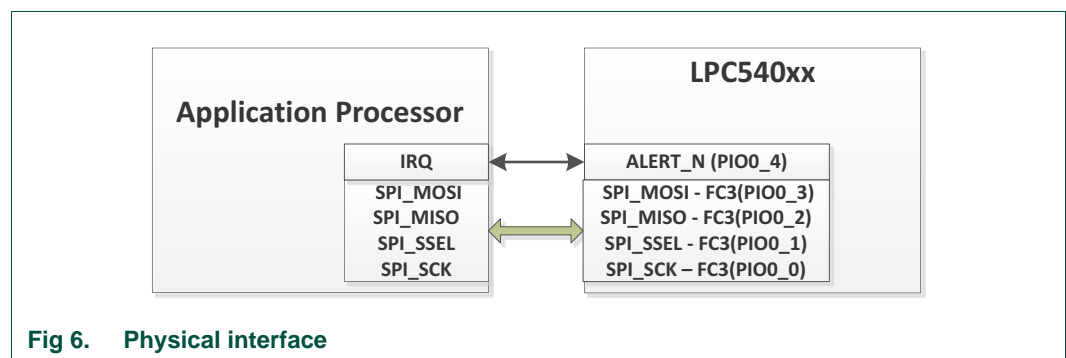 Application Processor
IRQ
SPI_MOSI
SPI_MISO
SPI_SSEL
SPI_SCK
LPC540xx
ALERT_N (PIO0_4)
SPI_MOSI - FC3(PIO0_3)
SPI_MISO - FC3(PIO0_2)
SPI_SSEL - FC3(PIO0_1)
SPI_SCK – FC3(PIO0_0)
Fig 6. Physical interface